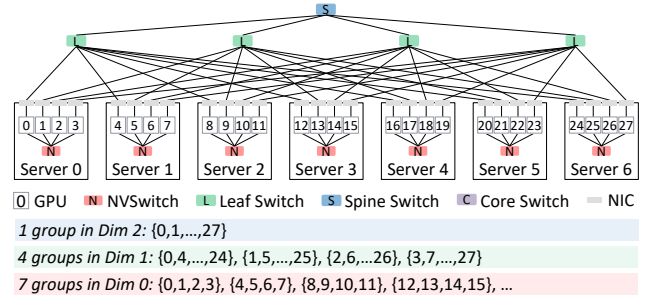 S
L L L L
0 1 2 3 4 5 6 7 8 9 10 11 12 13 14 15 16 17 18 19 20 21 22 23 24 25 26 27
N N N N N N N
Server 0 Server 1 Server 2 Server 3 Server 4 Server 5 Server 6
0 GPU N NVSwitch L Leaf Switch S Spine Switch C Core Switch NIC
1 group in Dim 2: {0,1,...,27}
4 groups in Dim 1: {0,4,...,24}, {1,5,...,25}, {2,6,...26}, {3,7,...,27}
7 groups in Dim 0: {0,1,2,3}, {4,5,6,7}, {8,9,10,11}, {12,13,14,15}, ...